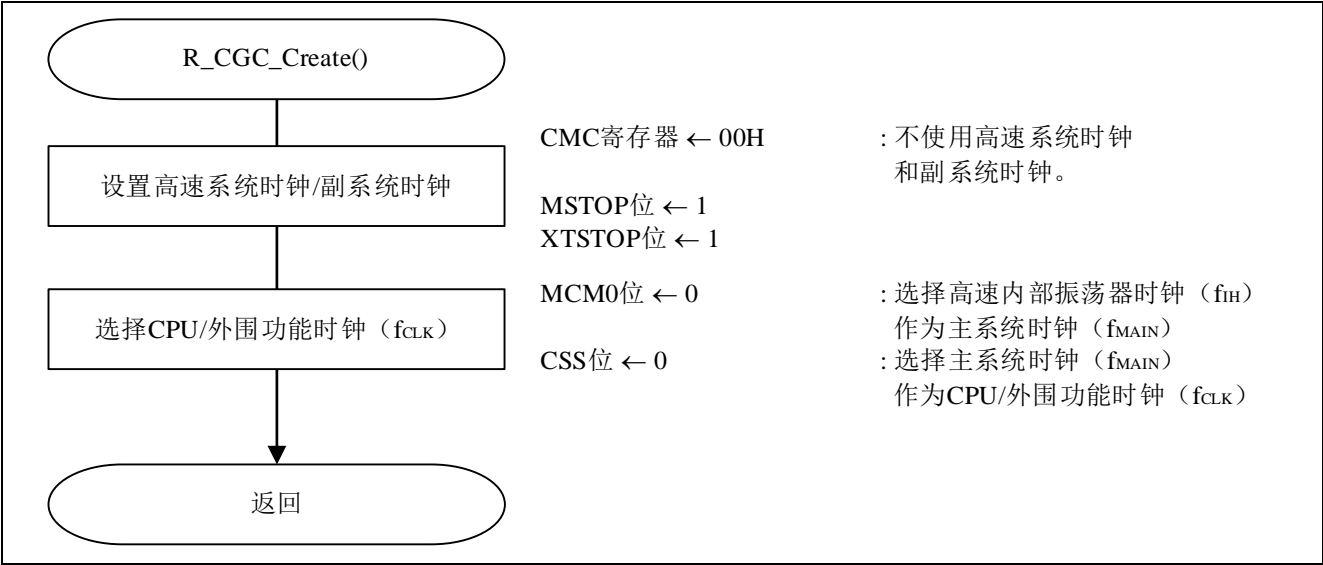 R_CGC_Create()
CMC寄存器 ← 00H : 不使用高速系统时钟
和副系统时钟。
设置高速系统时钟/副系统时钟
MSTOP位 ← 1
XTSTOP位 ← 1
MCM0位 ← 0 : 选择高速内部振荡器时钟（fIH）
作为主系统时钟（fMAIN）
选择CPU/外围功能时钟（fCLK）
CSS位 ← 0 : 选择主系统时钟（fMAIN）
作为CPU/外围功能时钟（fCLK）
返回